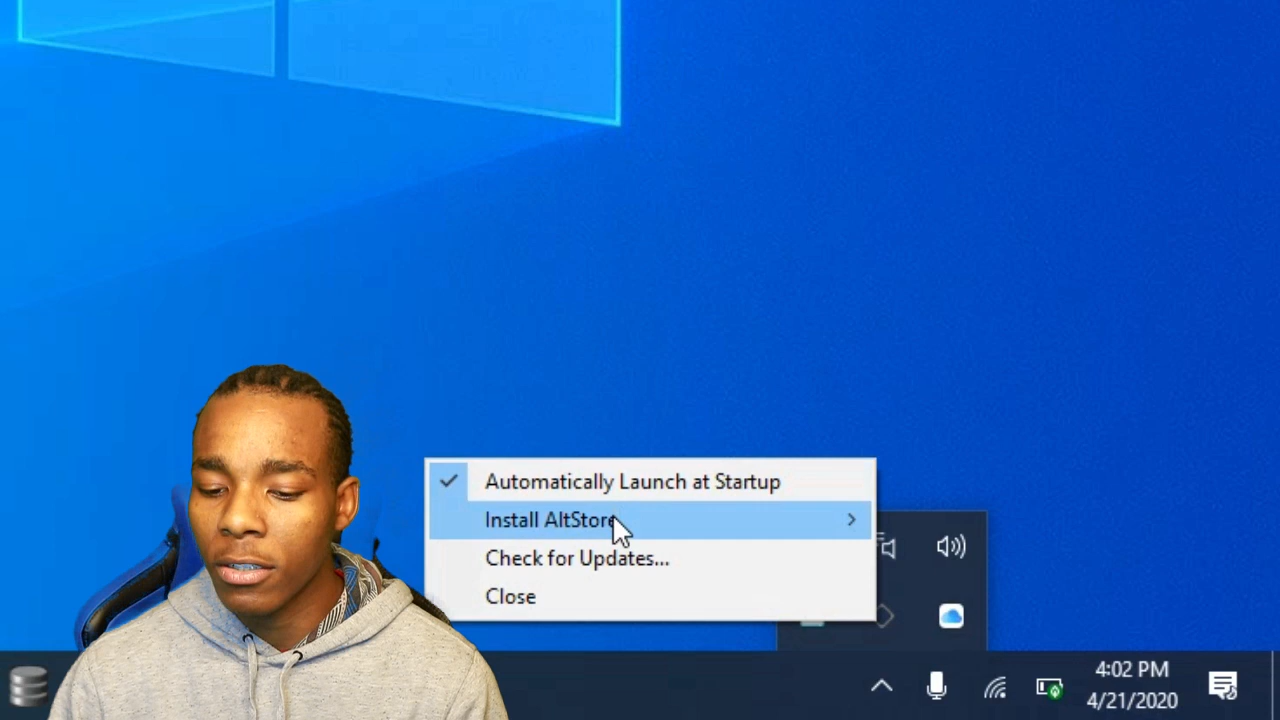 Automatically Launch at Startup
Install AltStore
Check for Updates...
Close
4:02 PM
4/21/2020